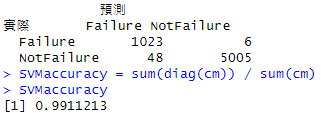 預測
實際 Failure NotFailure
Failure 1023 6
NotFailure 48 5005
> SVMaccuracy = sum(diag(cm)) / sum(cm)
> SVMaccuracy
[1] 0.9911213